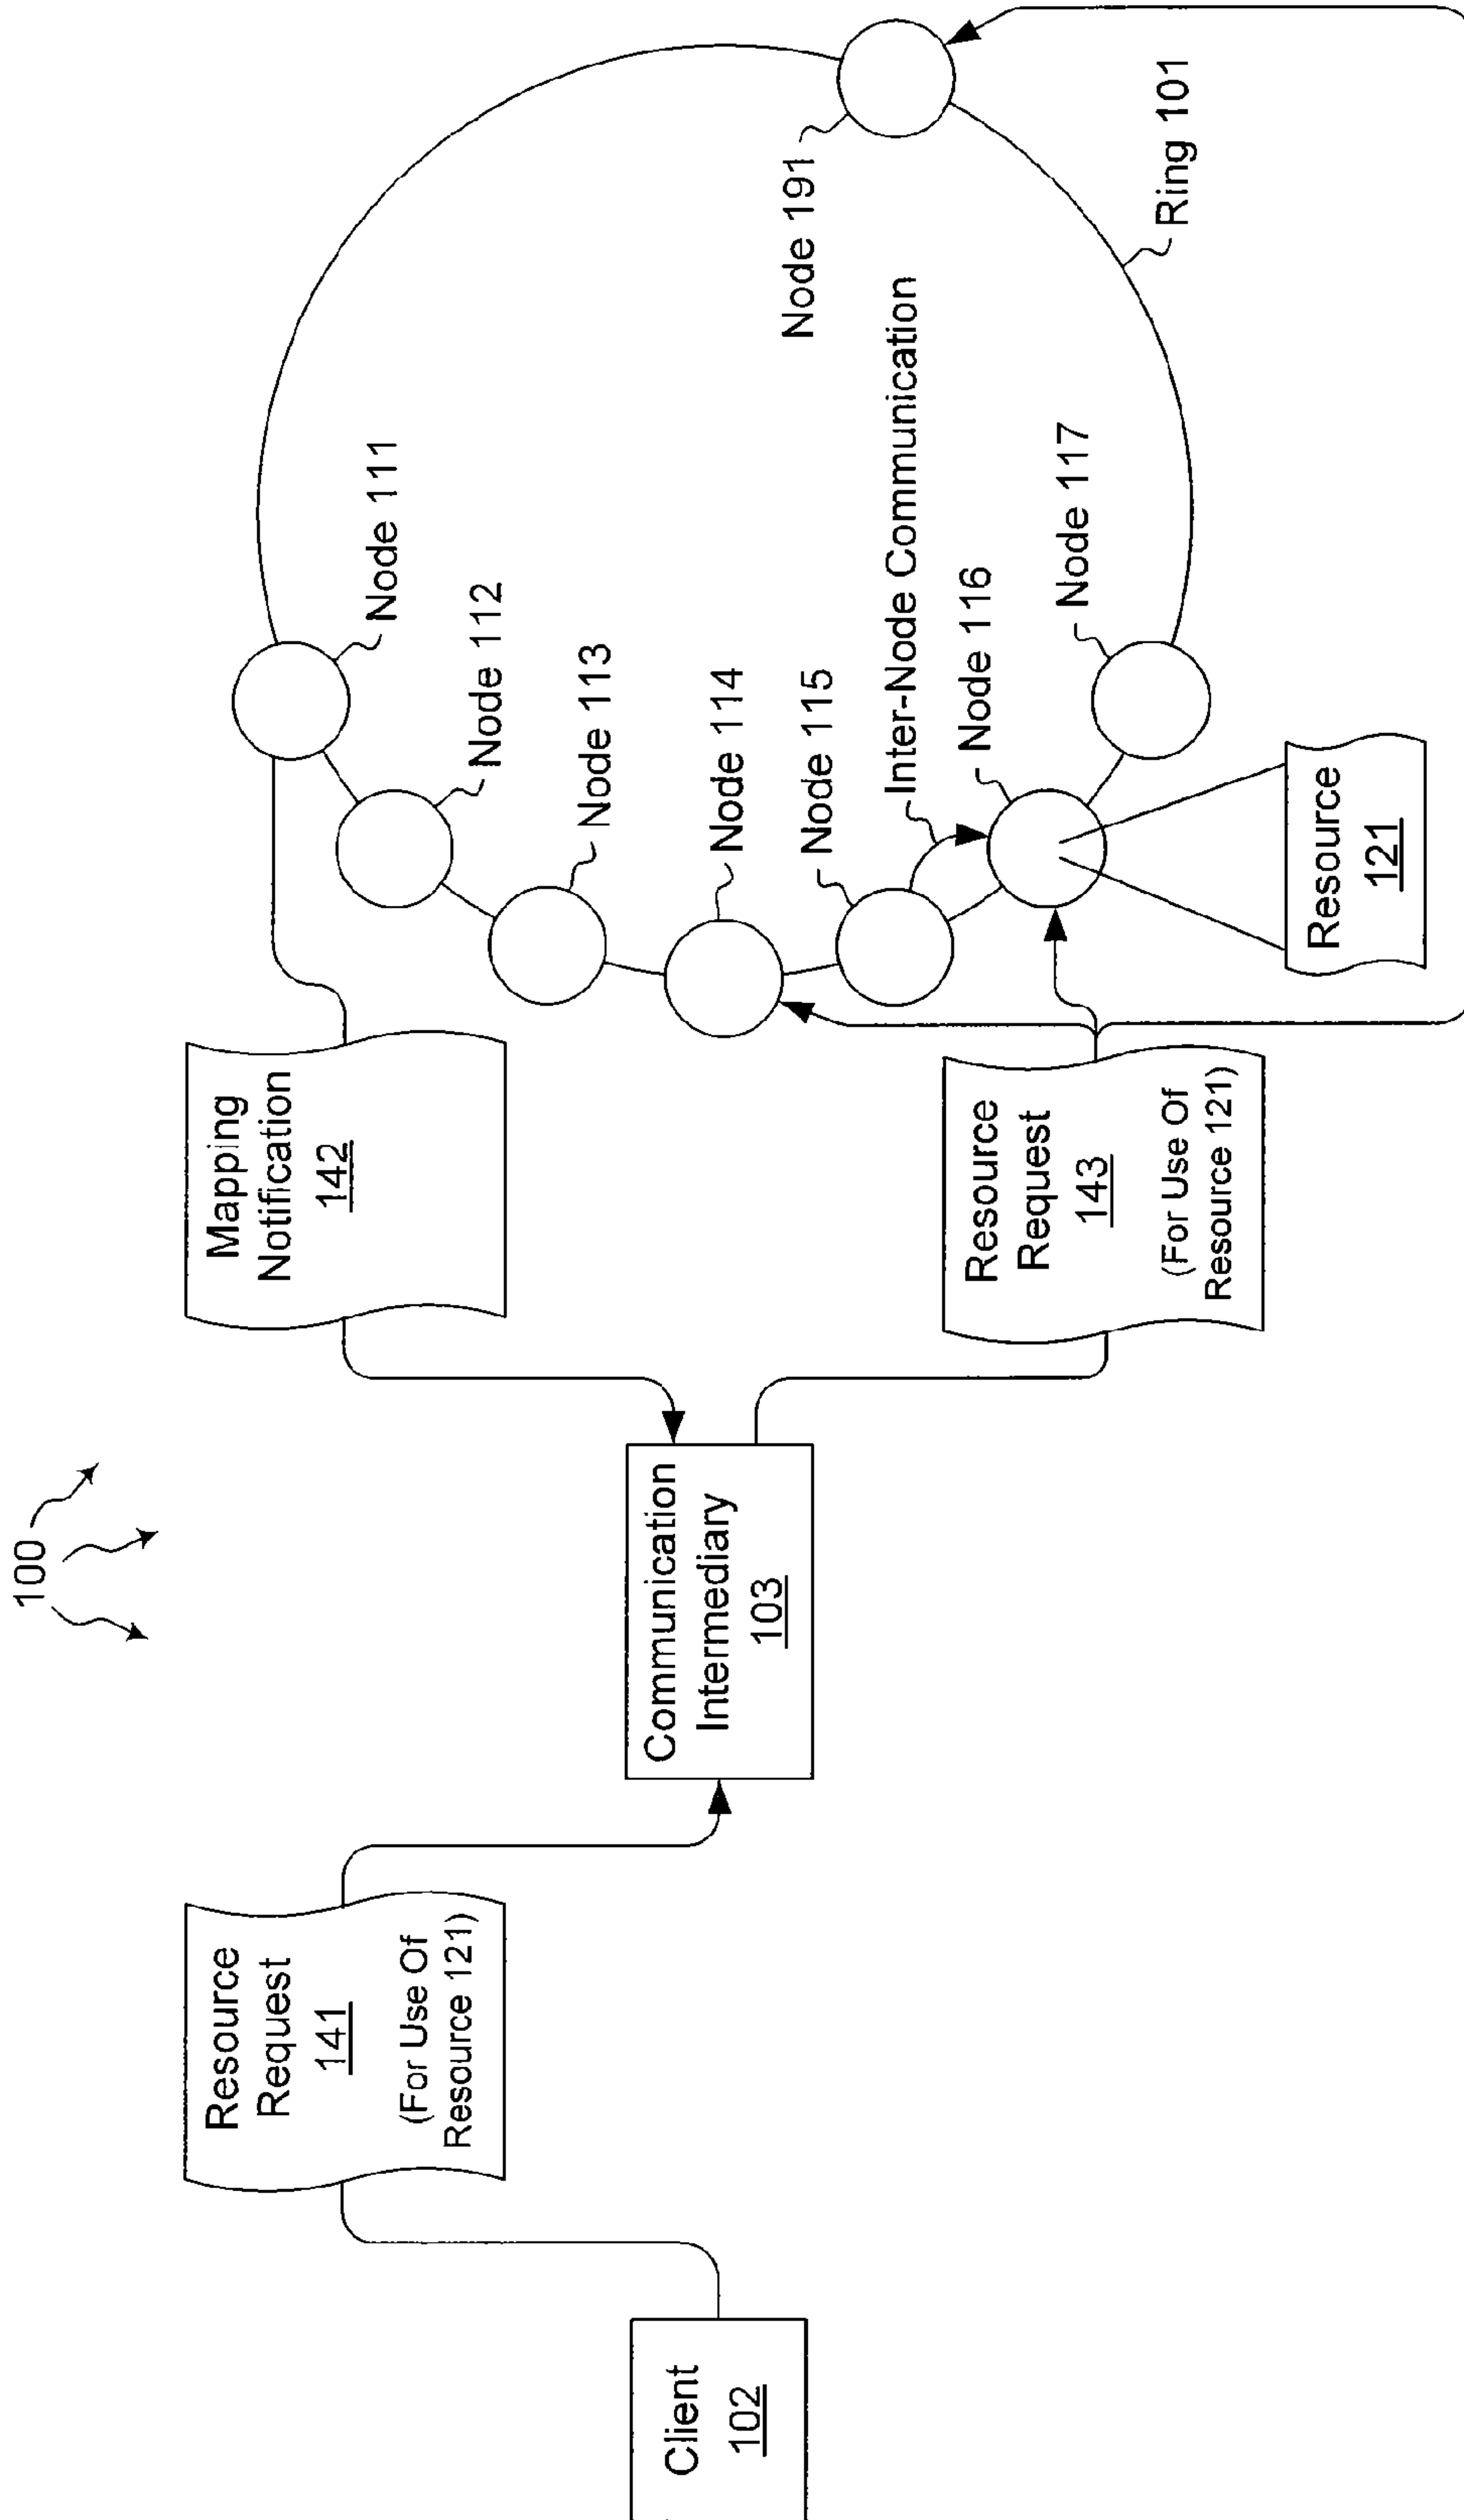 100
Client
102
Resource
Request
141
(For Use Of
Resource 121)
Communication
Intermediary
103
Mapping
Notification
142
Resource
Request
143
(For Use Of
Resource 121)
Node 111
Node 112
Node 113
Node 114
Node 115
Inter-Node Communication
Node 116
Node 117
Resource
121
Node 191
Ring 101